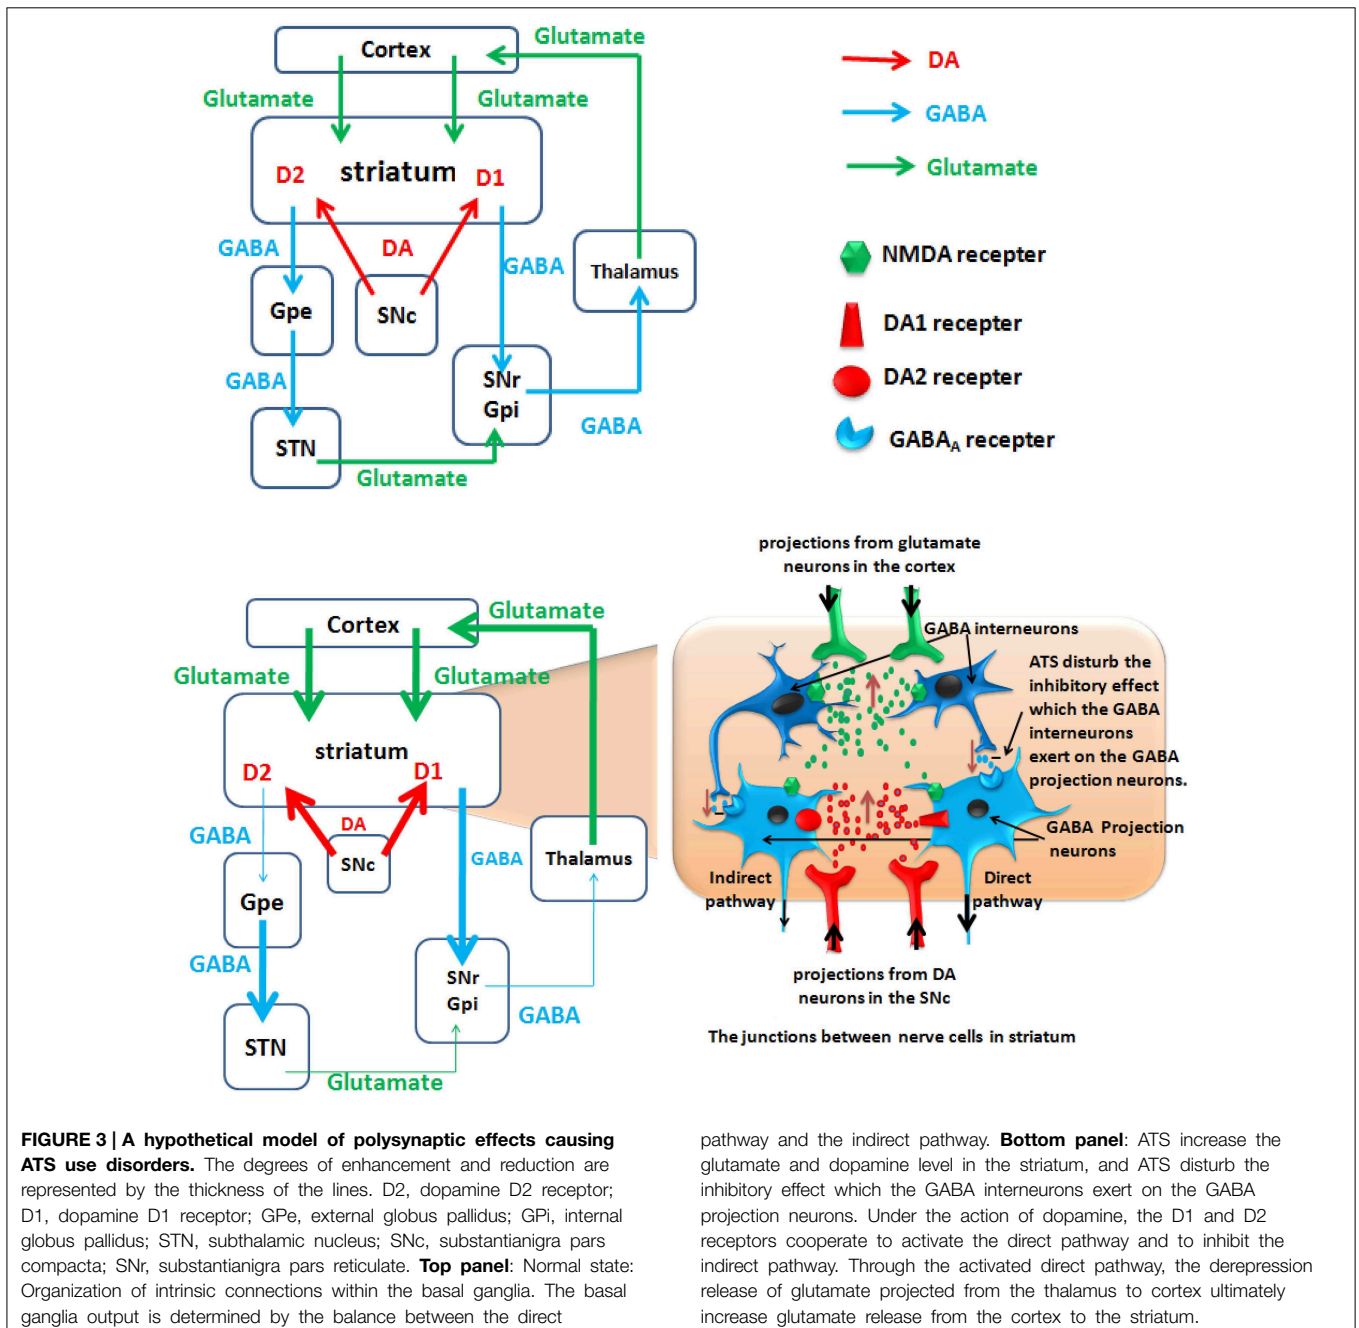 Cortex
Glutamate
Glutamate
Glutamate
striatum
D2
D1
GABA
DA
GABA
Thalamus
Gpe
SNc
GABA
SNr
Gpi
GABA
STN
Glutamate
DA
GABA
Glutamate
NMDA recepter
DA1 recepter
DA2 recepter
GABAA recepter
Cortex
Glutamate
Glutamate
Glutamate
striatum
D2
D1
DA
GABA
SNc
GABA
Thalamus
Gpe
GABA
SNr
Gpi
GABA
STN
Glutamate
projections from glutamate
neurons in the cortex
GABA interneurons
ATS disturb the
inhibitory effect
which the GABA
interneurons
exert on the GABA
projection neurons.
GABA Projection
neurons
Indirect
pathway
Direct
pathway
projections from DA
neurons in the SNc
The junctions between nerve cells in striatum
FIGURE 3 | A hypothetical model of polysynaptic effects causing
ATS use disorders. The degrees of enhancement and reduction are
represented by the thickness of the lines. D2, dopamine D2 receptor;
D1, dopamine D1 receptor; GPe, external globus pallidus; GPi, internal
globus pallidus; STN, subthalamic nucleus; SNc, substantianigra pars
compacta; SNr, substantianigra pars reticulate. Top panel: Normal state:
Organization of intrinsic connections within the basal ganglia. The basal
ganglia output is determined by the balance between the direct
pathway and the indirect pathway. Bottom panel: ATS increase the
glutamate and dopamine level in the striatum, and ATS disturb the
inhibitory effect which the GABA interneurons exert on the GABA
projection neurons. Under the action of dopamine, the D1 and D2
receptors cooperate to activate the direct pathway and to inhibit the
indirect pathway. Through the activated direct pathway, the derepression
release of glutamate projected from the thalamus to cortex ultimately
increase glutamate release from the cortex to the striatum.